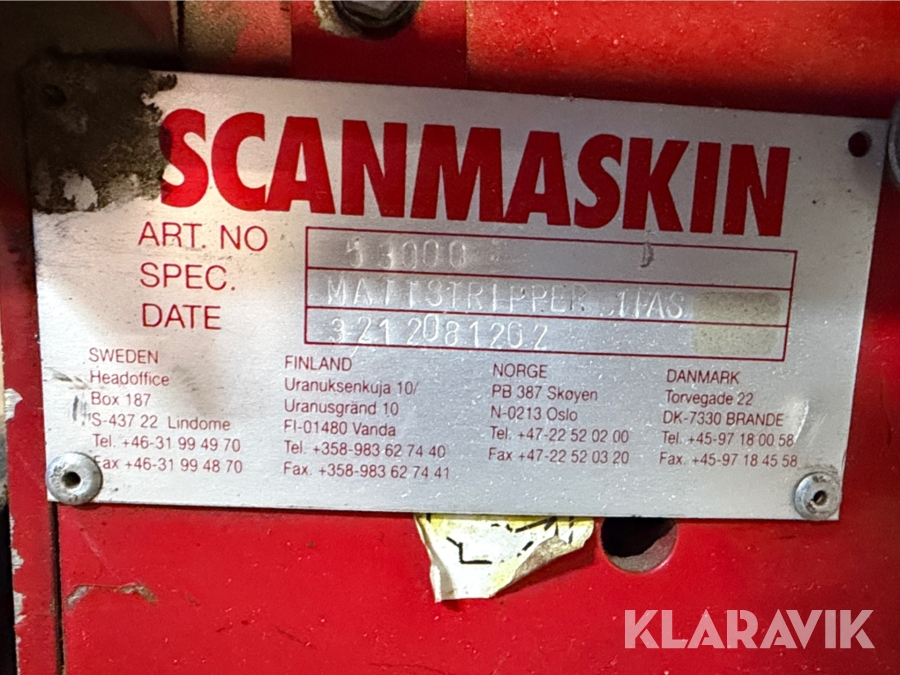 SCANMASKIN
ART. NO 53000
SPEC. MATTSTRIPPER
DATE 9212081202
SWEDEN
Headoffice
Box 187
S-437 22 Lindome
Tel. +46-31 99 49 70
Fax +46-31 99 48 70
FINLAND
Uranuksenkuja 10/
Uranusgränd 10
FI-01480 Vanda
Tel. +358-983 62 74 40
Fax. +358-983 62 74 41
NORGE
PB 387 Skøyen
N-0213 Oslo
Tel. +47-22 52 02 00
Fax +47-22 52 03 20
DANMARK
Torvegade 22
DK-7330 BRANDE
Tel. +45-97 18 00 58
Fax. +45-97 18 45 58
KLARAVIK